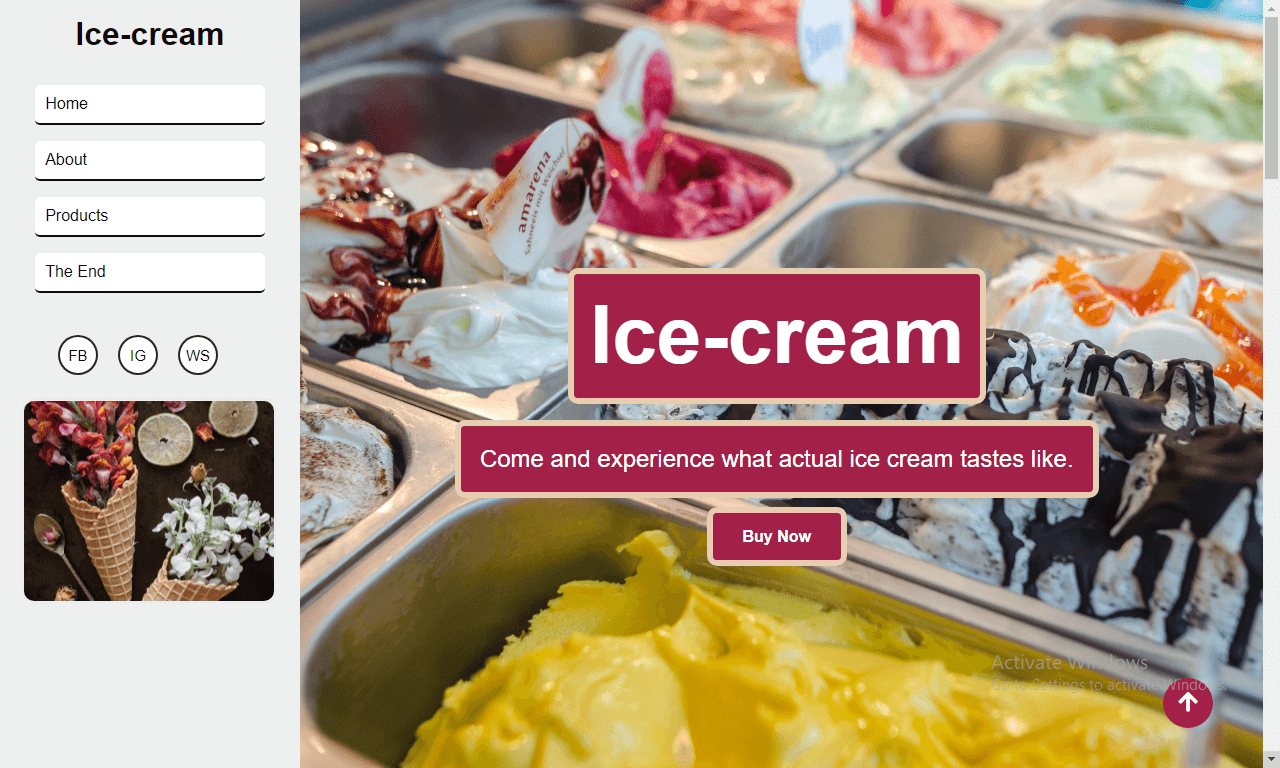 Ice-cream
Home
About
Products
The End
FB IG WS
amarena
Sahneeis mit Weichsel
Ice-cream
Come and experience what actual ice cream tastes like.
Buy Now
Activate Windows
Go to Settings to activate Windows.